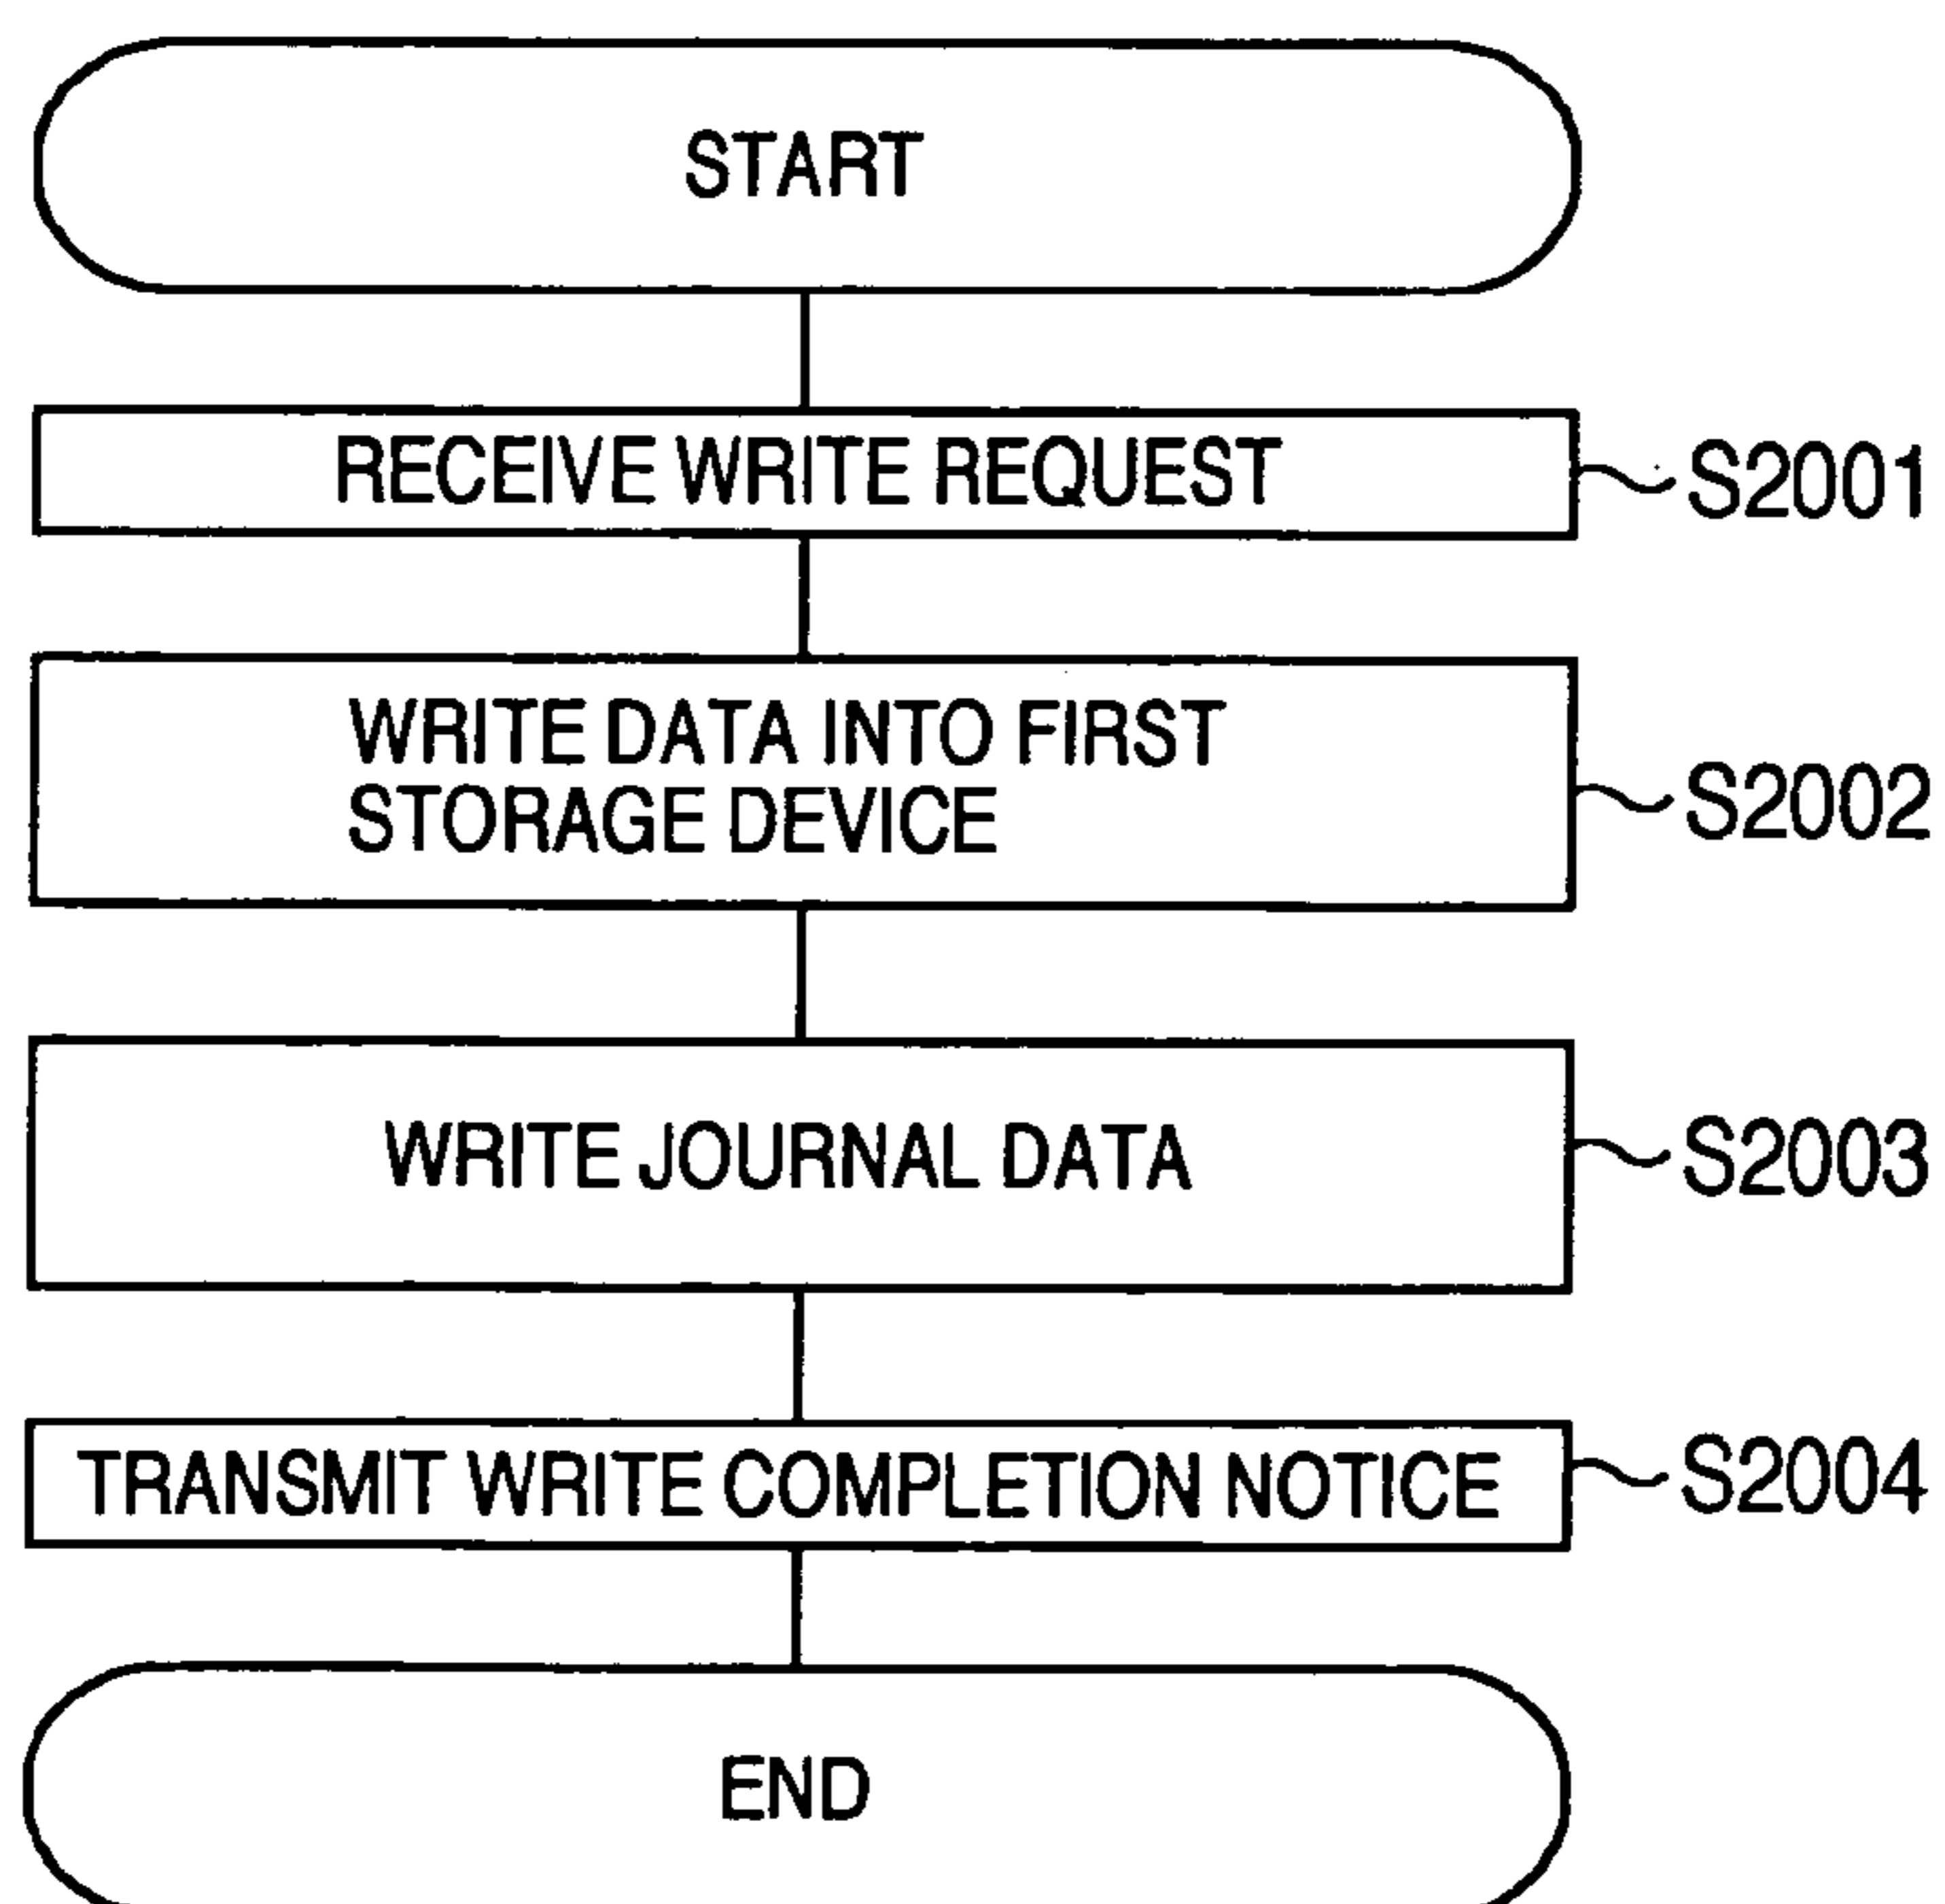 START
RECEIVE WRITE REQUEST
S2001
WRITE DATA INTO FIRST
STORAGE DEVICE
S2002
WRITE JOURNAL DATA
S2003
TRANSMIT WRITE COMPLETION NOTICE
S2004
END